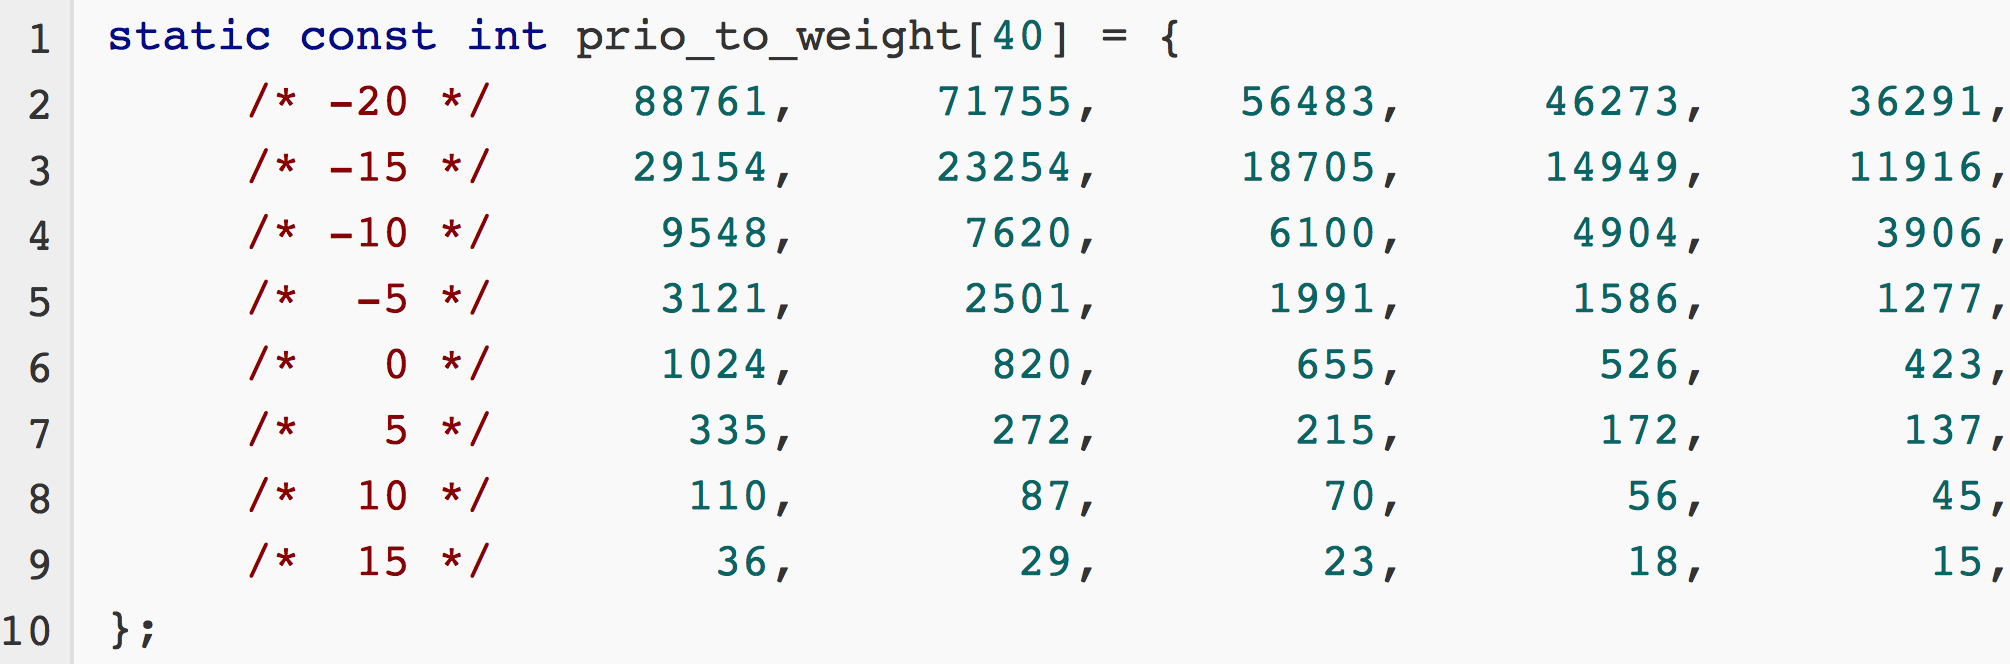 1 static const int prio_to_weight[40] = {
2 /* -20 */ 88761, 71755, 56483, 46273, 36291,
3 /* -15 */ 29154, 23254, 18705, 14949, 11916,
4 /* -10 */ 9548, 7620, 6100, 4904, 3906,
5 /* -5 */ 3121, 2501, 1991, 1586, 1277,
6 /* 0 */ 1024, 820, 655, 526, 423,
7 /* 5 */ 335, 272, 215, 172, 137,
8 /* 10 */ 110, 87, 70, 56, 45,
9 /* 15 */ 36, 29, 23, 18, 15,
10 };